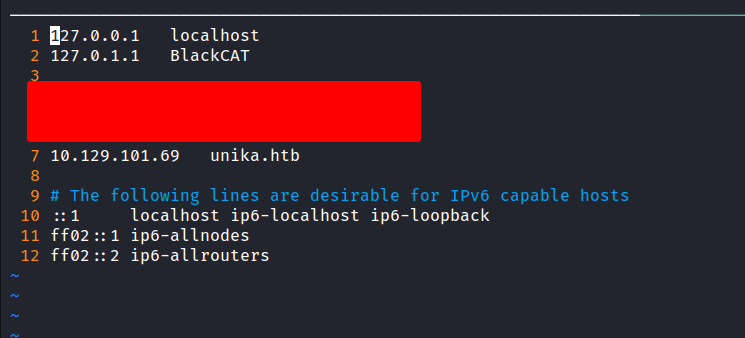 1 127.0.0.1   localhost
2 127.0.1.1   BlackCAT
3
7 10.129.101.69   unika.htb
8
9 # The following lines are desirable for IPv6 capable hosts
10 ::1     localhost ip6-localhost ip6-loopback
11 ff02::1 ip6-allnodes
12 ff02::2 ip6-allrouters
~
~
~
~